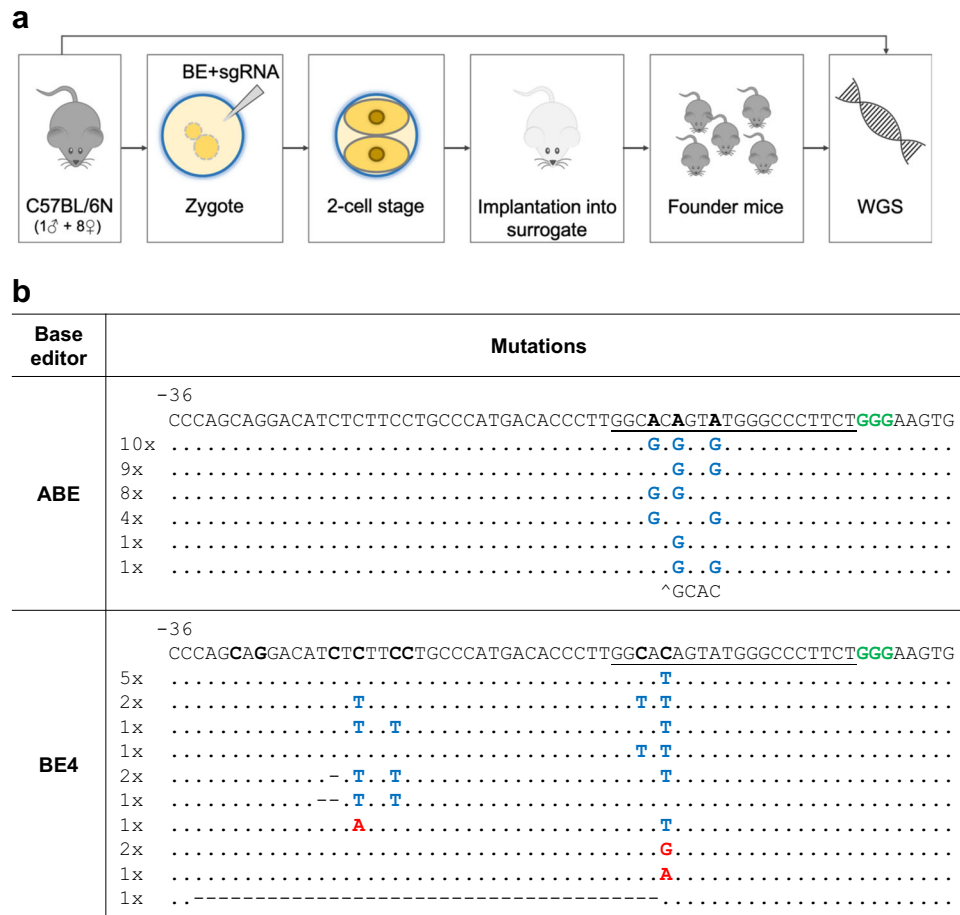 a
BE+sgRNA
C57BL/6N
(1♂ + 8♀)
Zygote
2-cell stage
Implantation into
surrogate
Founder mice
WGS
b
Base
editor
Mutations
ABE
-36
CCCAGCAGGACATCTCTTCCTGCCCATGACACCCTTGGCACAGTATGGGCCCTTCTGGGAAGTG
10x .......................................G.G..G...................
9x .........................................G..G...................
8x .......................................G.G......................
4x .......................................G....G...................
1x .........................................G......................
1x .........................................G..G...................
^GCAC
BE4
-36
CCCAGCAGGACATCTCTTCCTGCCCATGACACCCTTGGCACAGTATGGGCCCTTCTGGGAAGTG
5x ........................................T.......................
2x ...............T......................T.T.......................
1x ...............T..T.....................T.......................
1x ......................................T.T.......................
2x .............-.T..T.....................T.......................
1x ............--.T..T.............................................
1x ...............A........................T.......................
2x ........................................G.......................
1x ........................................A.......................
1x ..--------------------------------------........................